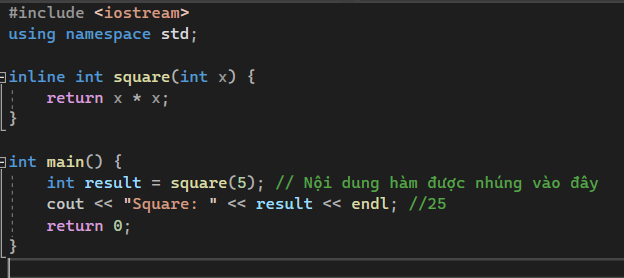 #include <iostream>
using namespace std;
inline int square(int x) {
return x * x;
}
int main() {
int result = square(5); // Nội dung hàm được nhúng vào đây
cout << "Square: " << result << endl; //25
return 0;
}